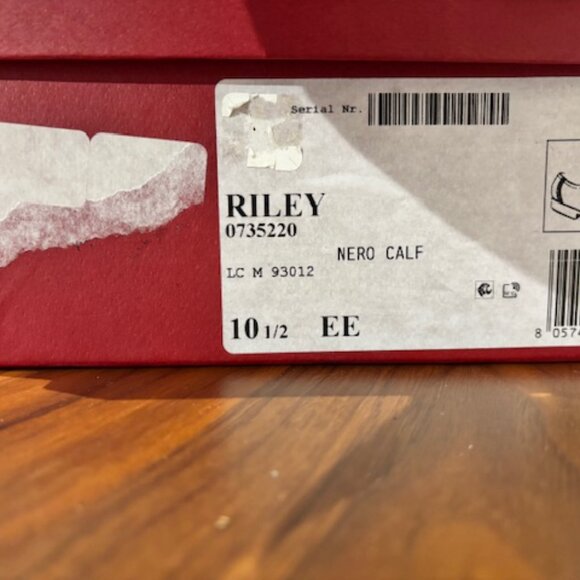 Serial Nr.
RILEY
0735220
NERO CALF
LC M 93012
10 1/2 EE
8 0574